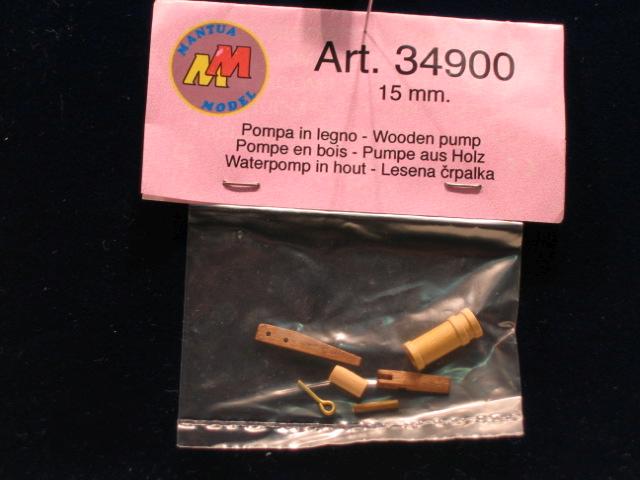 MANTUA
MM
MODEL
Art. 34900
15 mm.
Pompa in legno - Wooden pump
Pompe en bois - Pumpe aus Holz
Waterpomp in hout - Lesena črpalka